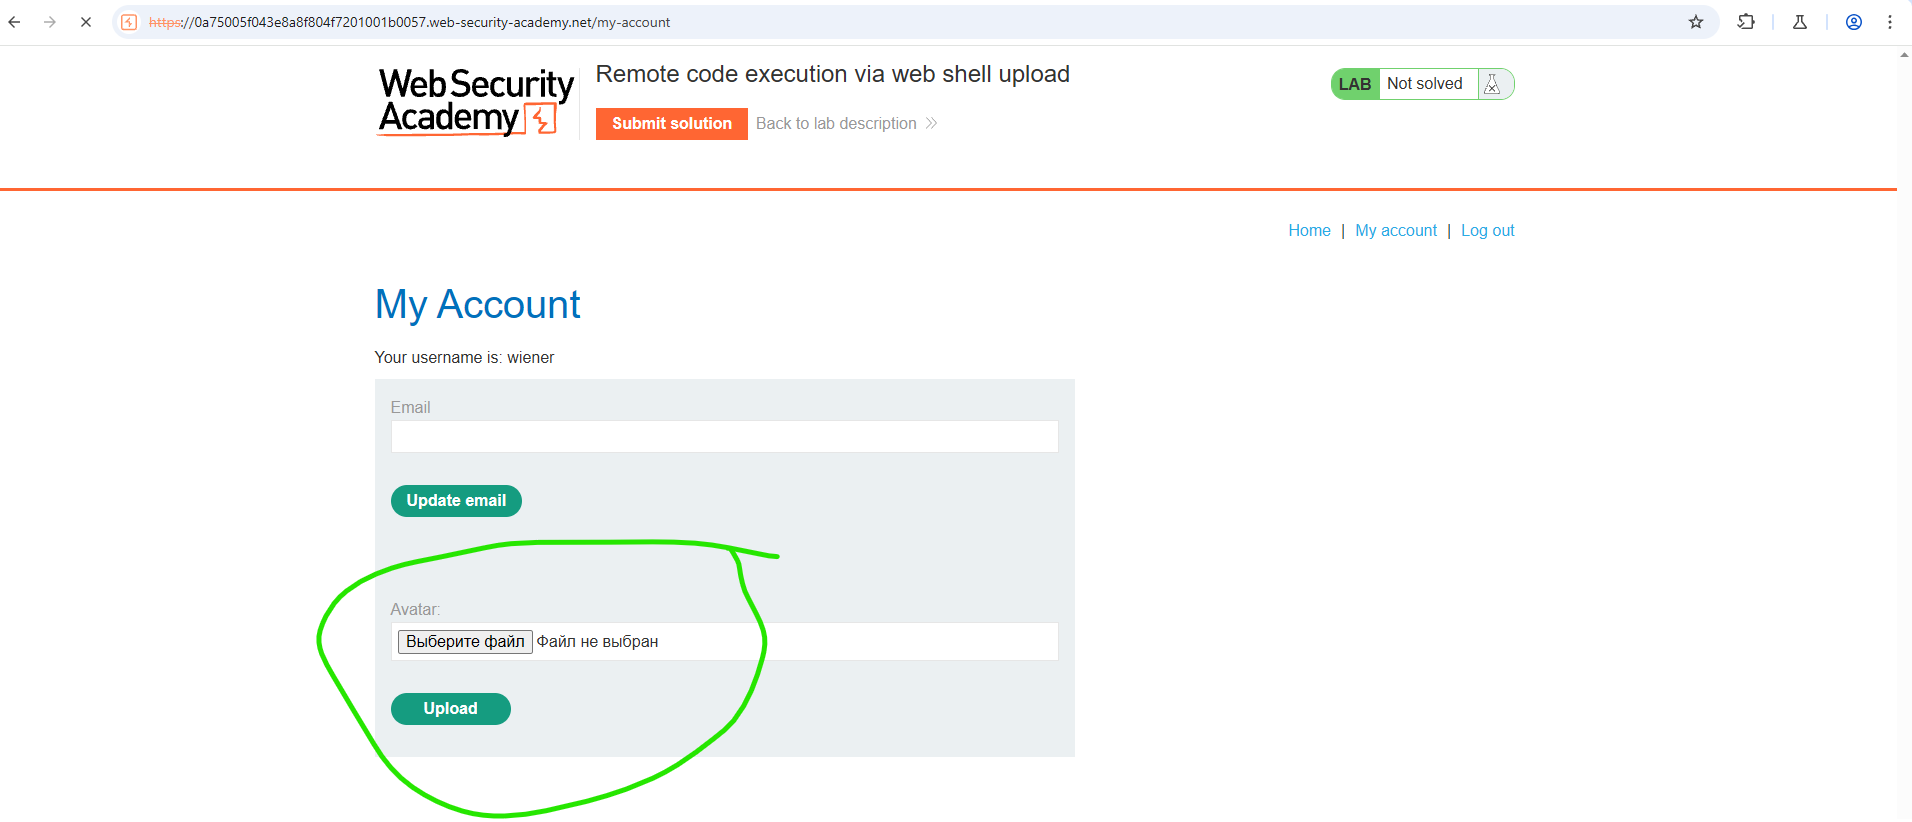 https://0a75005f043e8a8f804f7201001b0057.web-security-academy.net/my-account
Web Security
Academy
Remote code execution via web shell upload
Submit solution
Back to lab description
LAB Not solved
Home | My account | Log out
My Account
Your username is: wiener
Email
Update email
Avatar:
Выберите файл Файл не выбран
Upload